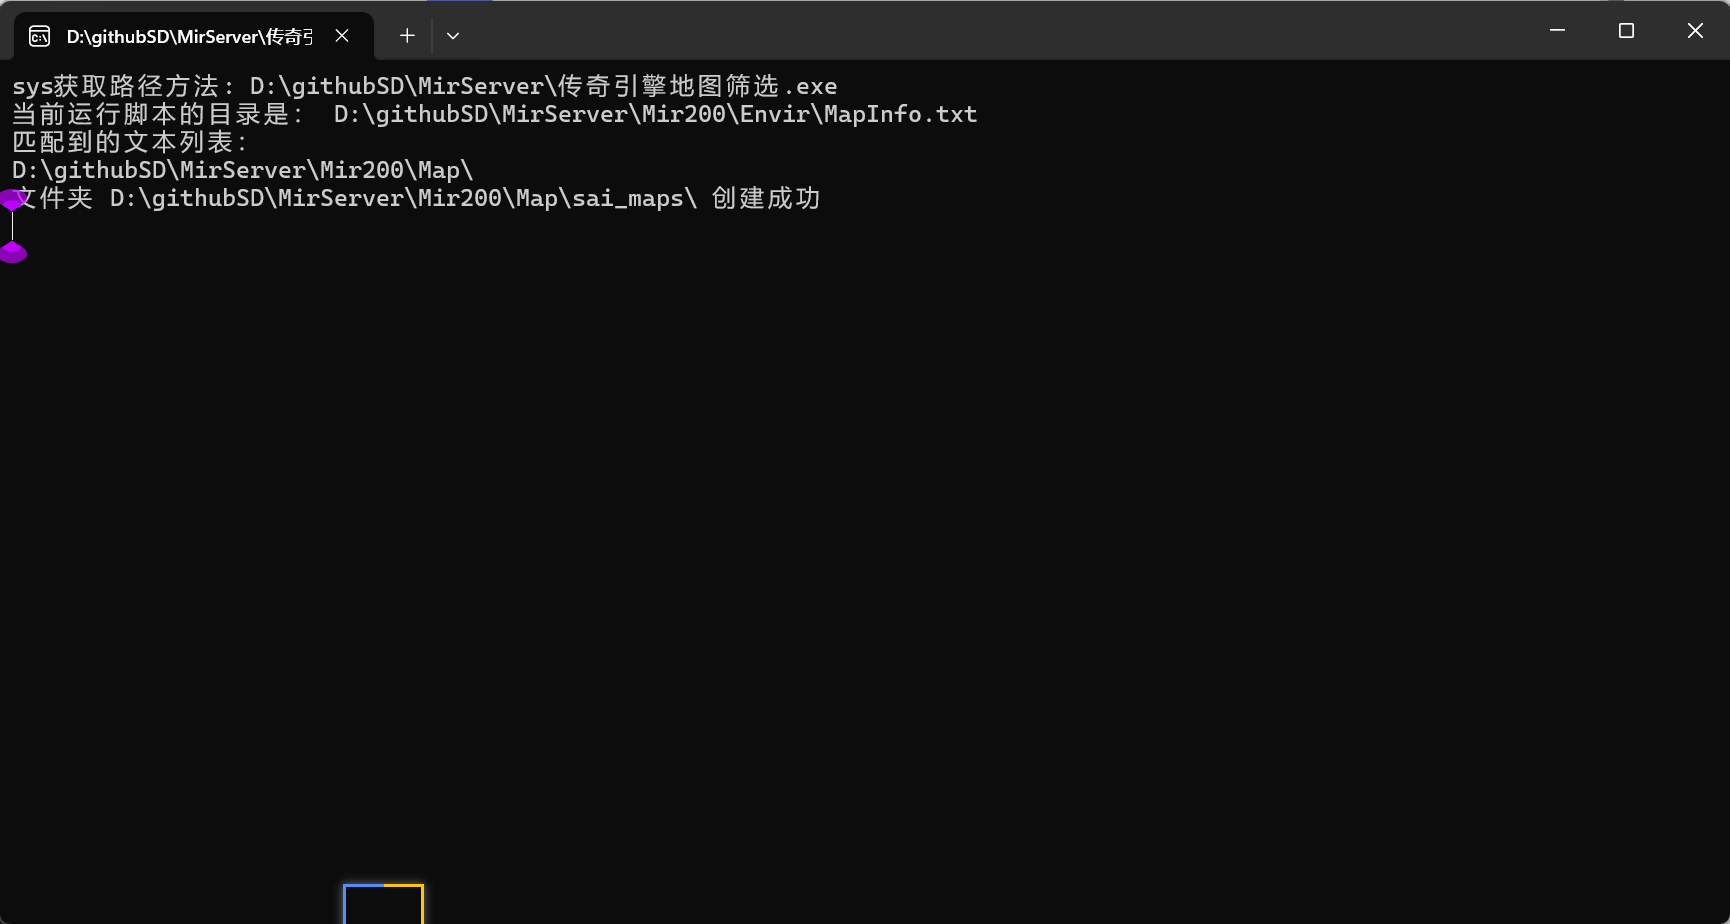 D:\githubSD\MirServer\传奇引
sys获取路径方法: D:\githubSD\MirServer\传奇引擎地图筛选.exe
当前运行脚本的目录是: D:\githubSD\MirServer\Mir200\Envir\MapInfo.txt
匹配到的文本列表:
D:\githubSD\MirServer\Mir200\Map\
文件夹 D:\githubSD\MirServer\Mir200\Map\sai_maps\ 创建成功